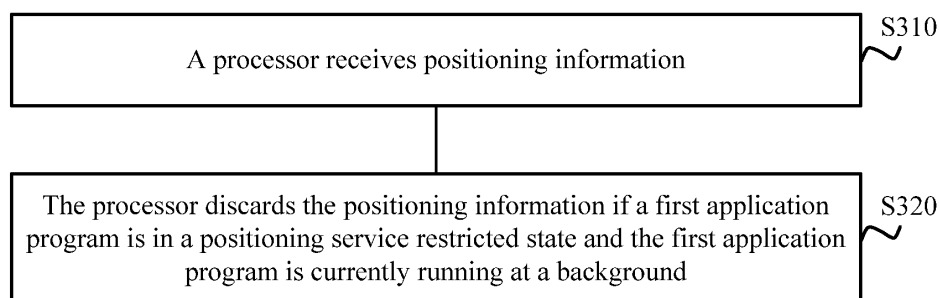 S310
A processor receives positioning information
S320
The processor discards the positioning information if a first application
program is in a positioning service restricted state and the first application
program is currently running at a background